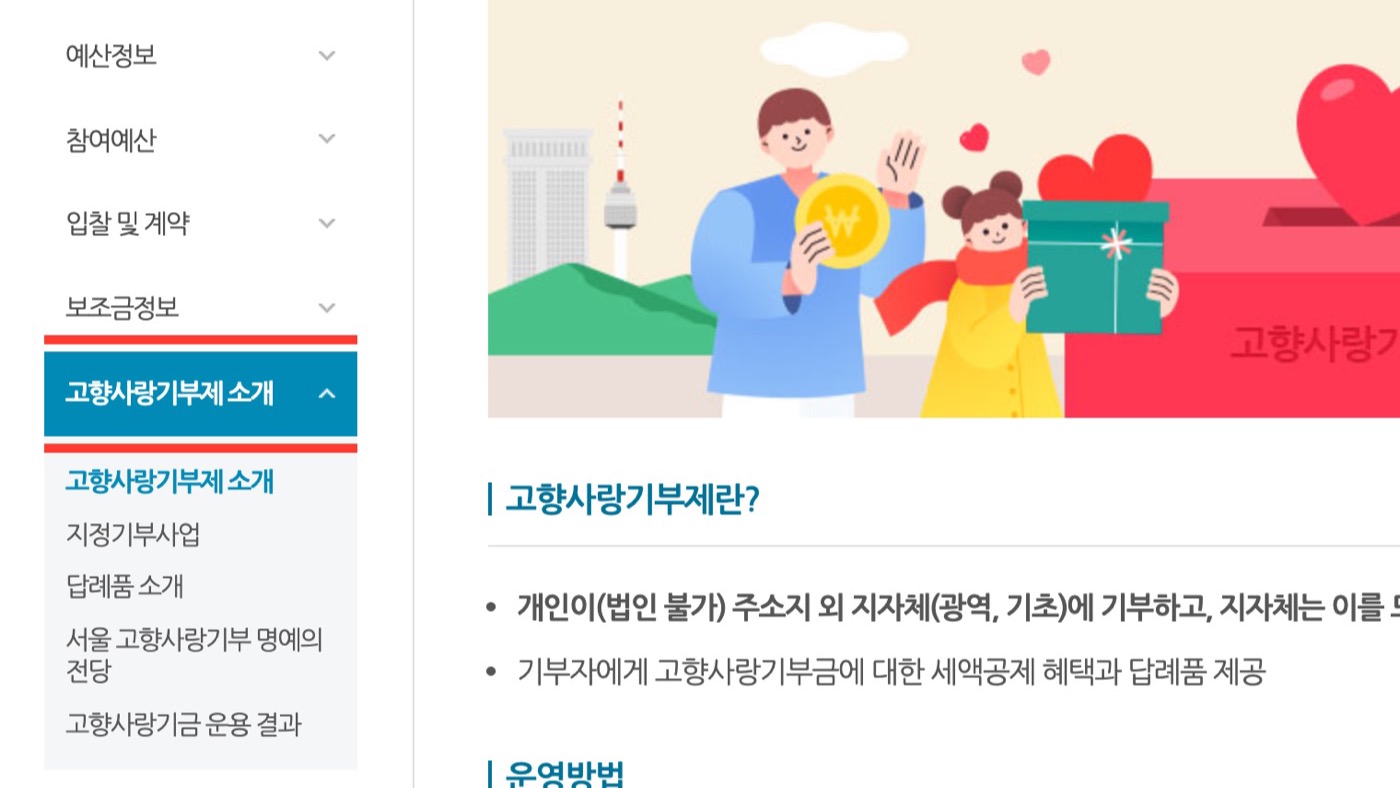 예산정보
참여예산
입찰 및 계약
보조금정보
고향사랑기부제 소개
고향사랑기부제 소개
지정기부사업
답례품 소개
서울 고향사랑기부 명예의
전당
고향사랑기금 운용 결과
₩
고향사랑기
고향사랑기부제란?
• 개인이(법인 불가) 주소지 외 지자체(광역, 기초)에 기부하고, 지자체는 이를
• 기부자에게 고향사랑기부금에 대한 세액공제 혜택과 답례품 제공
운영방법